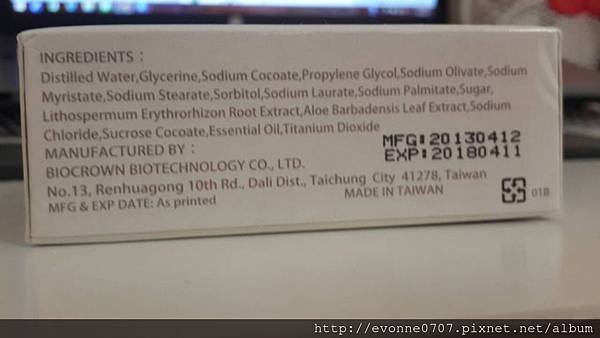 INGREDIENTS：
Distilled Water,Glycerine,Sodium Cocoate,Propylene Glycol,Sodium Olivate,Sodium
Myristate,Sodium Stearate,Sorbitol,Sodium Laurate,Sodium Palmitate,Sugar,
Lithospermum Erythrorhizon Root Extract,Aloe Barbadensis Leaf Extract,Sodium
Chloride,Sucrose Cocoate,Essential Oil,Titanium Dioxide
MFG:20130412
MANUFACTURED BY：
EXP:20180411
BIOCROWN BIOTECHNOLOGY CO., LTD.
No.13, Renhuagong 10th Rd., Dali Dist., Taichung City 41278, Taiwan
MFG & EXP DATE: As printed
MADE IN TAIWAN
018
http://evonne0707.pixnet.net/album